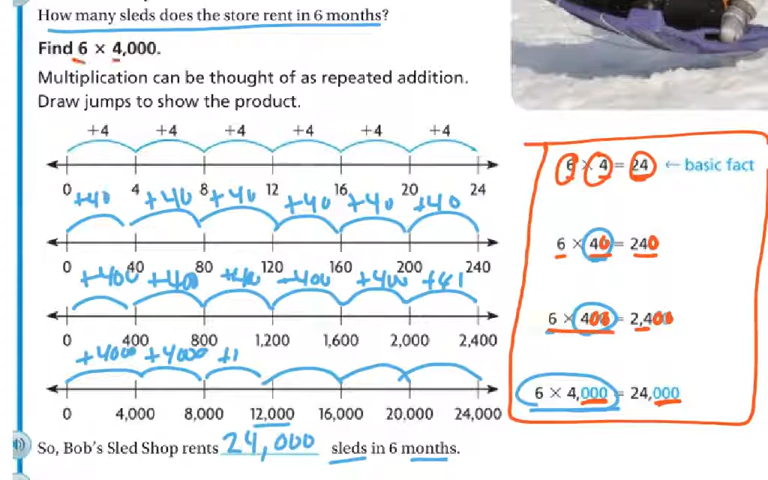 How many sleds does the store rent in 6 months?
Find 6 × 4,000.
Multiplication can be thought of as repeated addition.
Draw jumps to show the product.
+4 +4 +4 +4 +4 +4
0 4 8 12 16 20 24
+40 +40 +40 +40 +40 +40
0 40 80 120 160 200 240
+400 +400 +400 +400 +400
0 400 800 1,200 1,600 2,000 2,400
+4000 +4000 +1
0 4,000 8,000 12,000 16,000 20,000 24,000
So, Bob's Sled Shop rents 24,000 sleds in 6 months.
6 × 4 = 24 ← basic fact
6 × 40 = 240
6 × 400 = 2,400
6 × 4,000 = 24,000